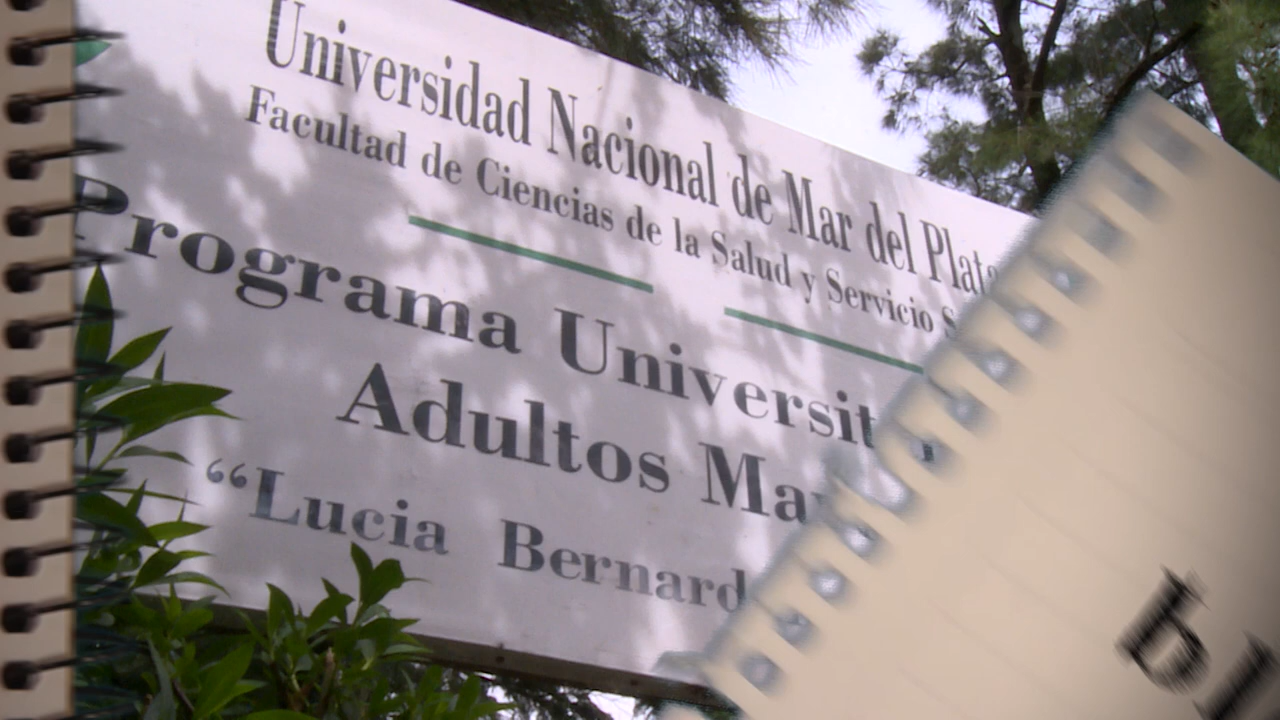 Universidad Nacional de Mar del Plata
Facultad de Ciencias de la Salud y Servicio S
Programa Universit
Adultos Ma
“Lucia Bernard